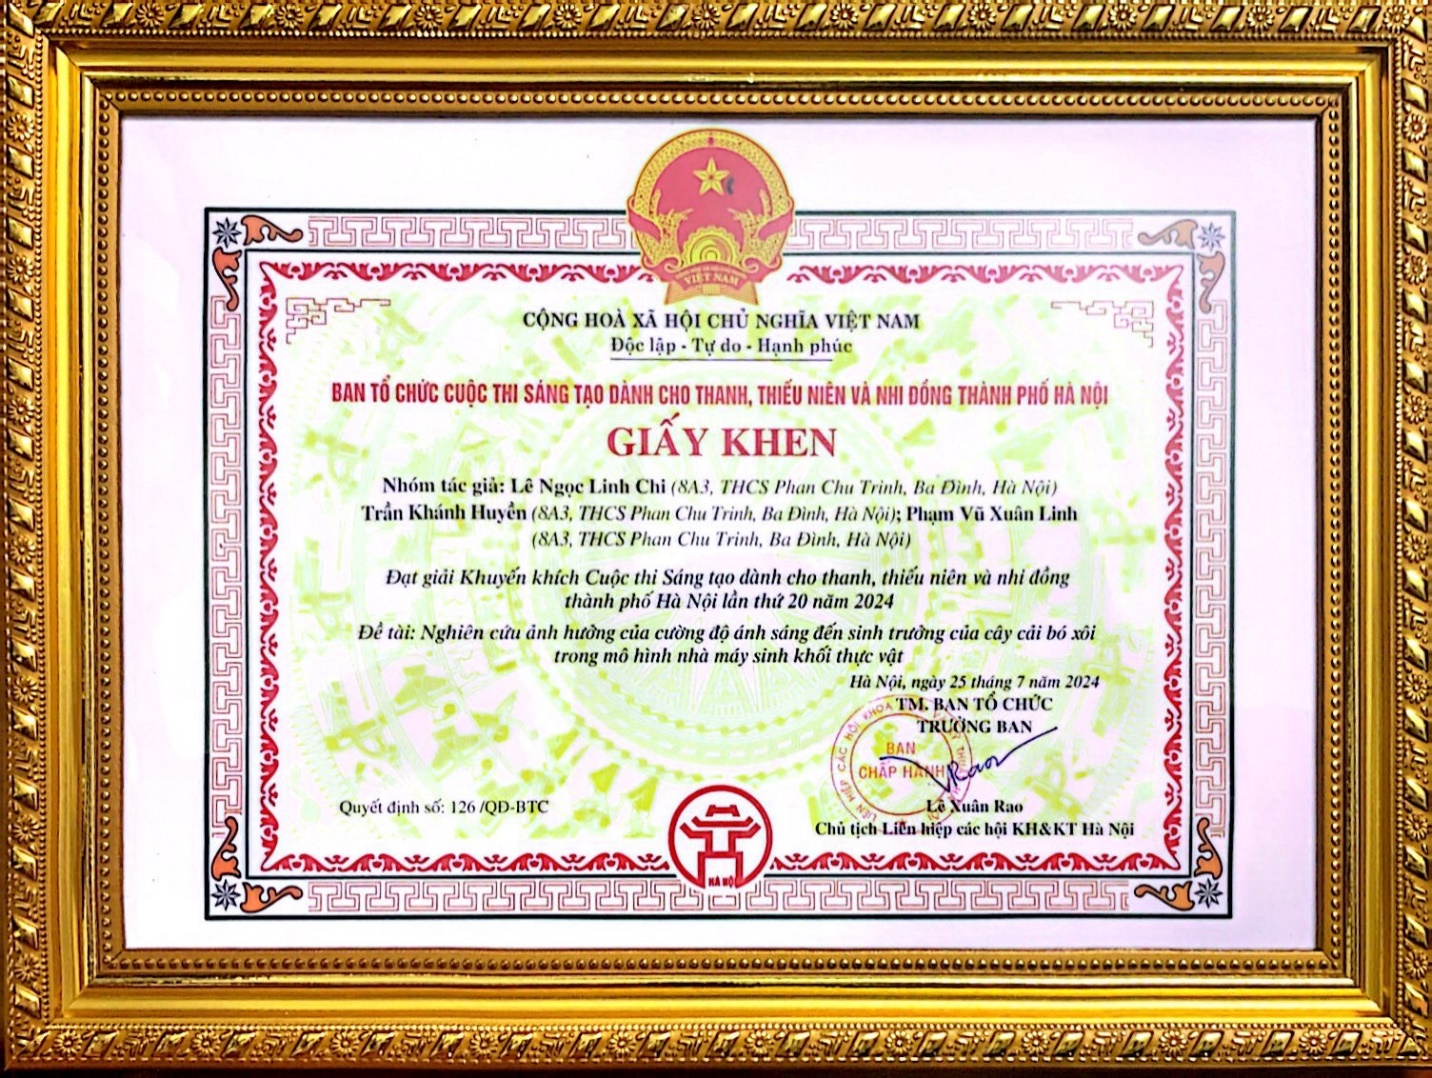 VIỆT NAM
CỘNG HOÀ XÃ HỘI CHỦ NGHĨA VIỆT NAM
Độc lập - Tự do - Hạnh phúc
BAN TỔ CHỨC CUỘC THI SÁNG TẠO DÀNH CHO THANH, THIẾU NIÊN VÀ NHI ĐỒNG THÀNH PHỐ HÀ NỘI
GIẤY KHEN
Nhóm tác giả: Lê Ngọc Linh Chi (8A3, THCS Phan Chu Trinh, Ba Đình, Hà Nội)
Trần Khánh Huyền (8A3, THCS Phan Chu Trinh, Ba Đình, Hà Nội); Phạm Vũ Xuân Linh
(8A3, THCS Phan Chu Trinh, Ba Đình, Hà Nội)
Đạt giải Khuyến khích Cuộc thi Sáng tạo dành cho thanh, thiếu niên và nhi đồng
thành phố Hà Nội lần thứ 20 năm 2024
Đề tài: Nghiên cứu ảnh hưởng của cường độ ánh sáng đến sinh trưởng của cây cải bó xôi
trong mô hình nhà máy sinh khối thực vật
Hà Nội, ngày 25 tháng 7 năm 2024
TM. BAN TỔ CHỨC
TRƯỞNG BAN
LIÊN HIỆP CÁC HỘI KHOA
BAN
CHẤP HÀNH
Rao
Quyết định số: 126 /QĐ-BTC
Lê Xuân Rao
Chủ tịch Liên hiệp các hội KH&KT Hà Nội
HÀ NỘI